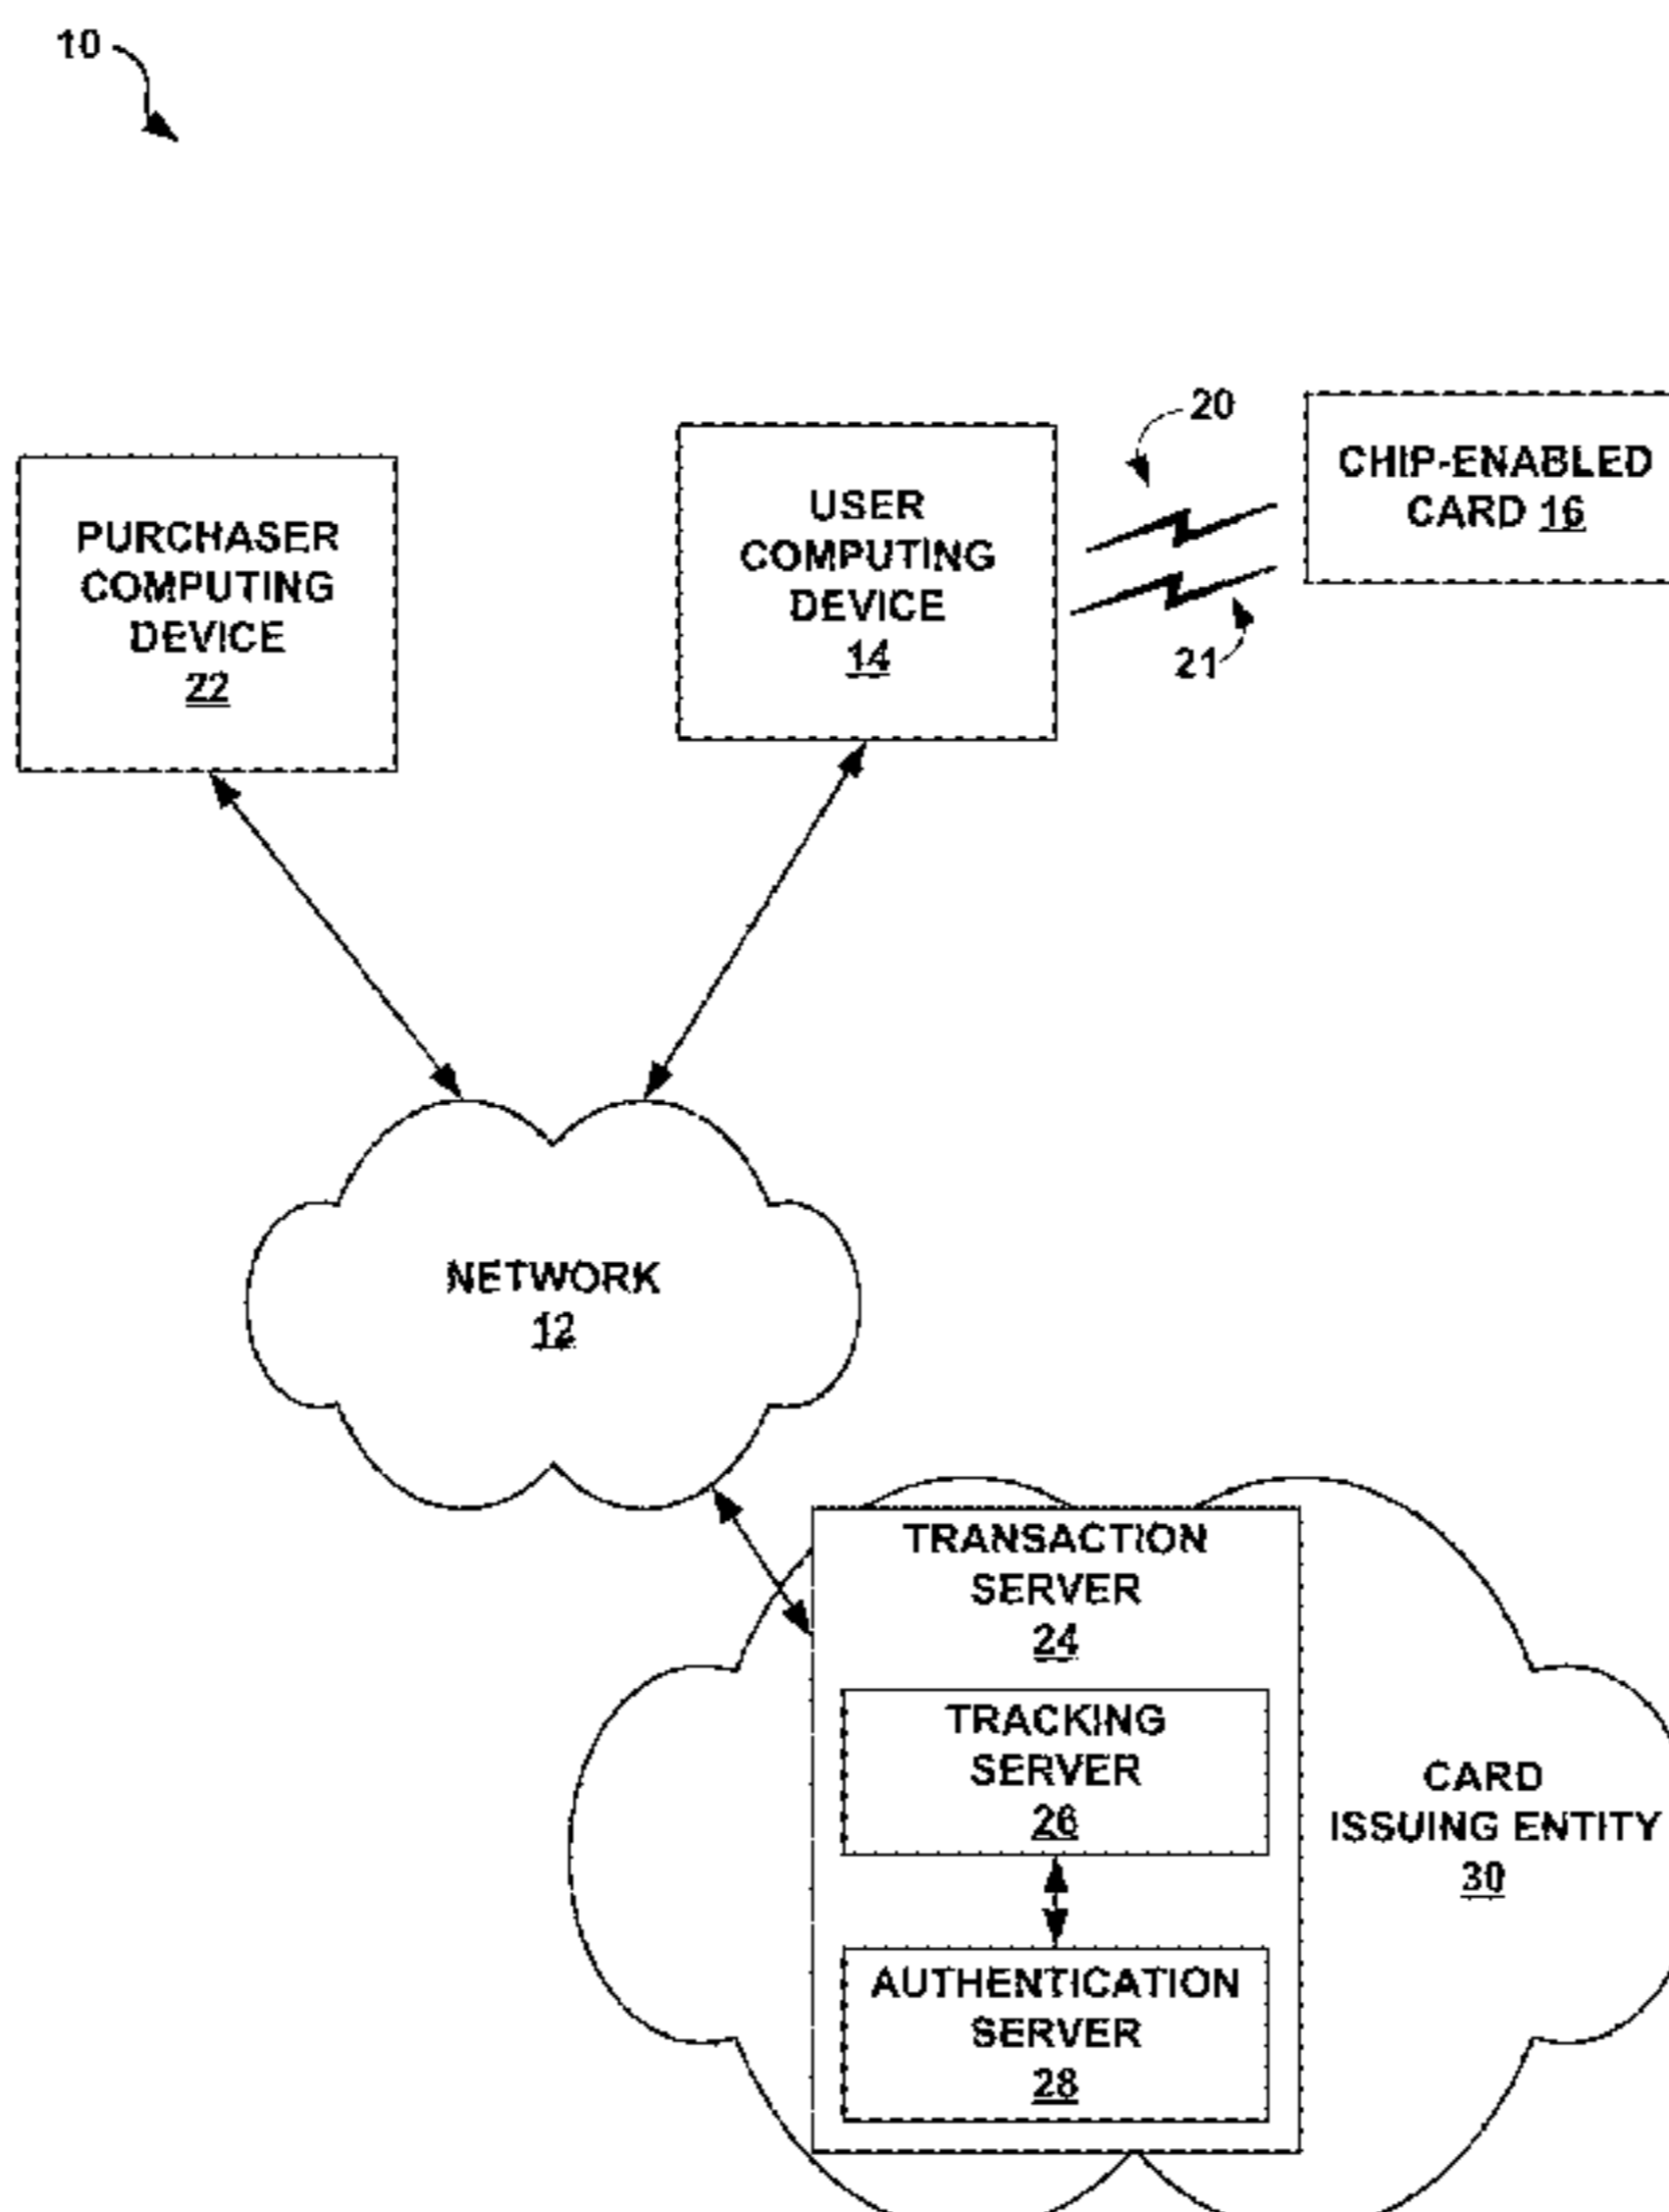 10
20
CHIP-ENABLED
CARD 16
USER
COMPUTING
DEVICE
14
21
PURCHASER
COMPUTING
DEVICE
22
NETWORK
12
TRANSACTION
SERVER
24
TRACKING
SERVER
26
CARD
ISSUING ENTITY
30
AUTHENTICATION
SERVER
28